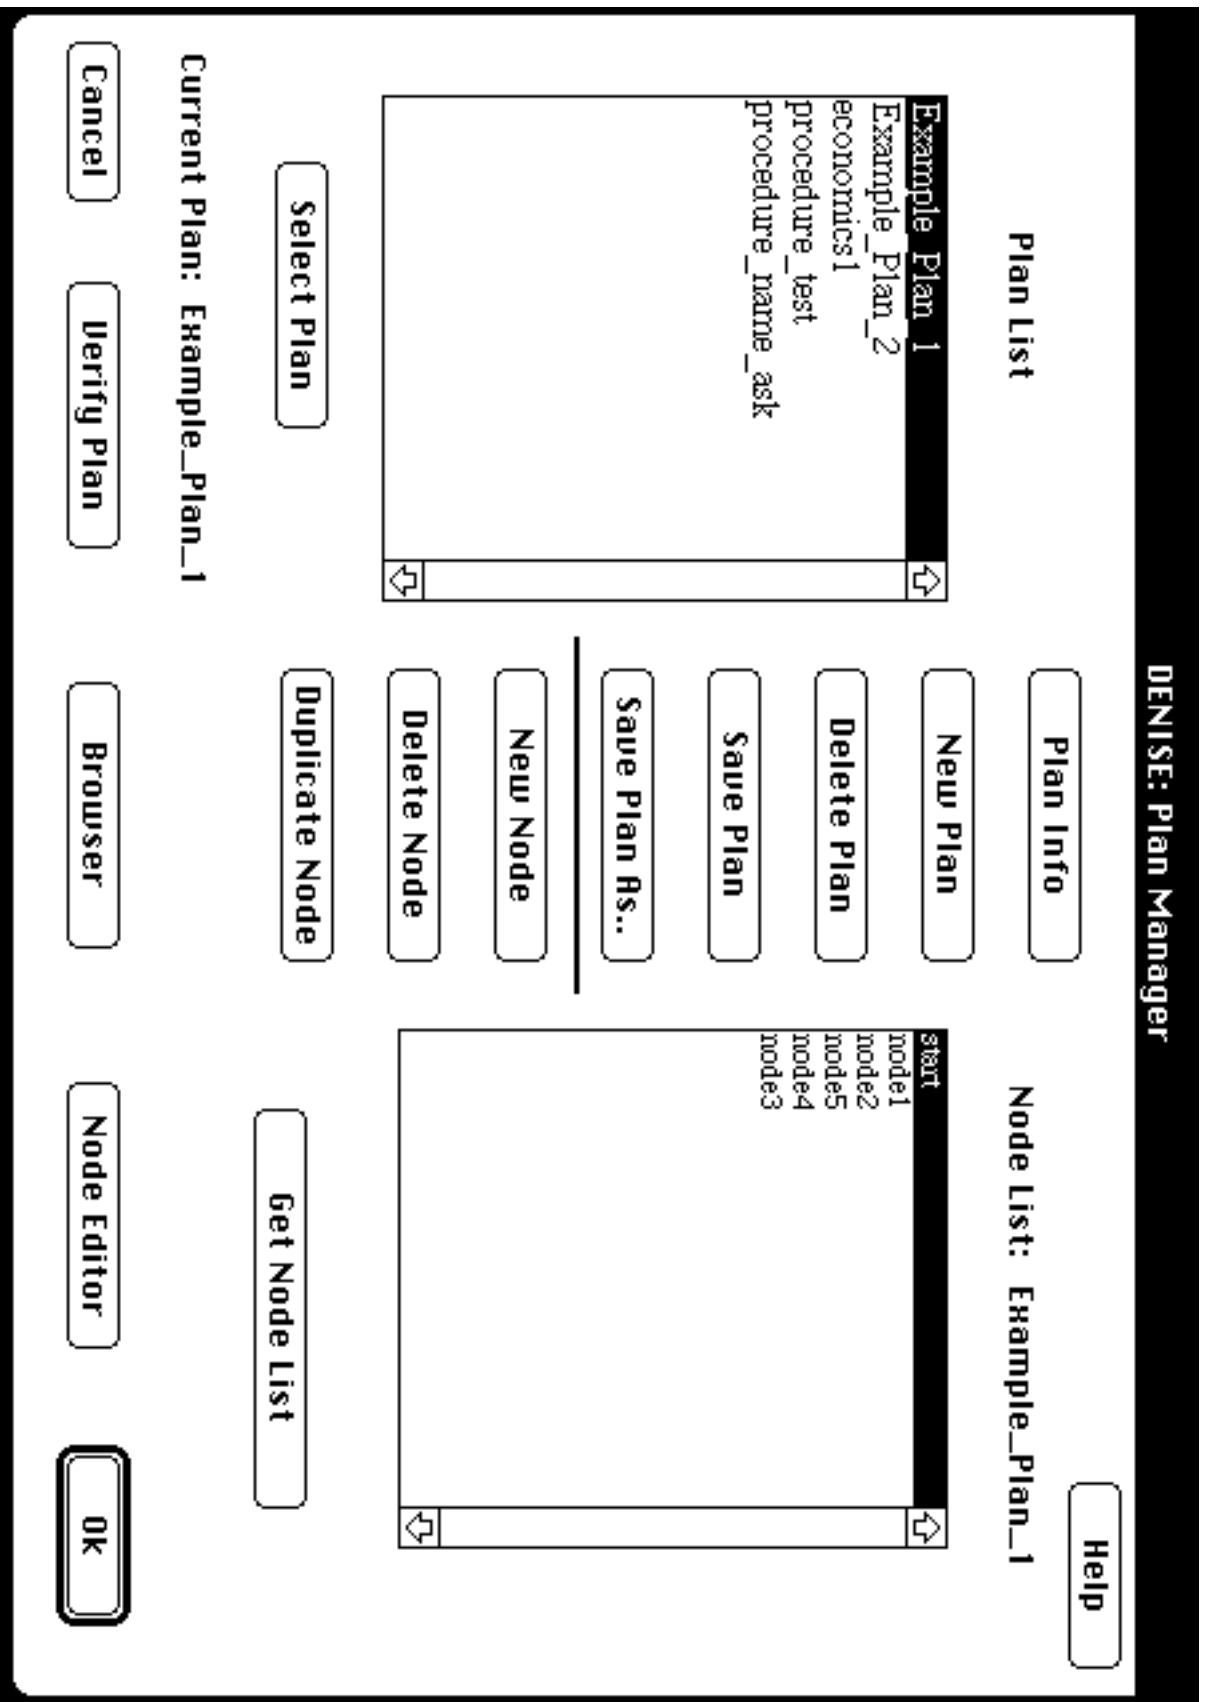 DENISE: Plan Manager
Help
Plan List
Plan Info
Node List: Example_Plan_1
Example_Plan_1
Example_Plan_2
economics1
procedure_test
procedure_name_ask
New Plan
Delete Plan
Save Plan
Save Plan As..
New Node
Delete Node
Duplicate Node
start
node1
node2
node5
node4
node3
Select Plan
Get Node List
Current Plan: Example_Plan_1
Cancel
Verify Plan
Browser
Node Editor
Ok